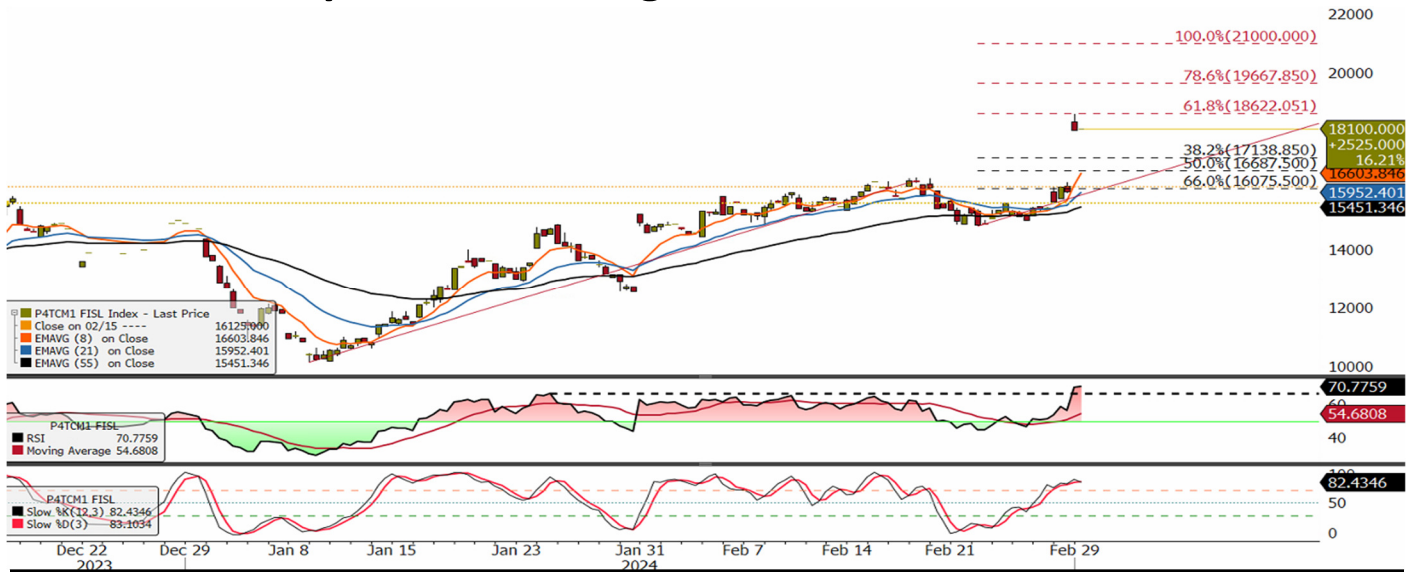 22000
100.0%(21000.000)
20000
78.6%(19667.850)
61.8%(18622.051)
18100.000
+2525.000
16.21%
38.2%(17138.850)
50.0%(16687.500)
16603.846
66.0%(16075.500)
15952.401
15451.346
14000
12000
10000
P4TCM1 FISL Index - Last Price
Close on 02/15 ---- 16125.000
EMAVG (8) on Close 16603.846
EMAVG (21) on Close 15952.401
EMAVG (55) on Close 15451.346
70.7759
60
54.6808
40
P4TCM1 FISL
RSI 70.7759
Moving Average 54.6808
100
82.4346
50
0
P4TCM1 FISL
Slow %K(12,3) 82.4346
Slow %D(3) 83.1034
Dec 22 Dec 29 Jan 8 Jan 15 Jan 23 Jan 31 Feb 7 Feb 14 Feb 21 Feb 29
2023 2024